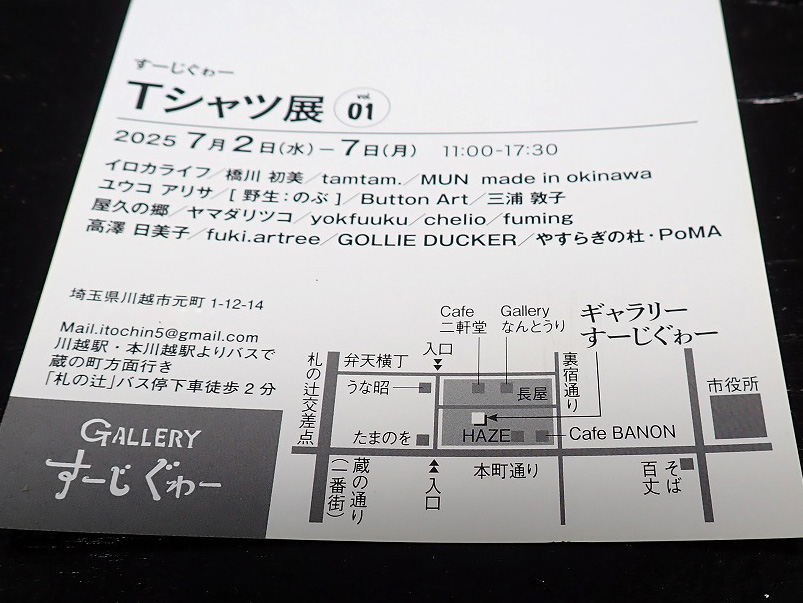 すーじぐゎー
Tシャツ展 vol. 01
2025 7月2日(水)－7日(月) 11:00-17:30
イロカライフ／橋川 初美／tamtam.／MUN made in okinawa
ユウコ アリサ／[ 野生：のぶ ]／Button Art／三浦 敦子
屋久の郷／ヤマダリツコ／yokfuuku／chelio／fuming
高澤 日美子／fuki.artree／GOLLIE DUCKER／やすらぎの杜・PoMA
埼玉県川越市元町 1-12-14
Mail.itochin5@gmail.com
川越駅・本川越駅よりバスで
蔵の町方面行き
「札の辻」バス停下車徒歩 2 分
GALLERY
すーじぐゎー
Cafe
二軒堂
Gallery
なんとうり
ギャラリー
すーじぐゎー
弁天横丁
入口
裏宿通り
札の辻交差点
うな昭
長屋
市役所
たまのを
HAZE
Cafe BANON
蔵の通り
(一番街)
入口
本町通り
そば
百丈